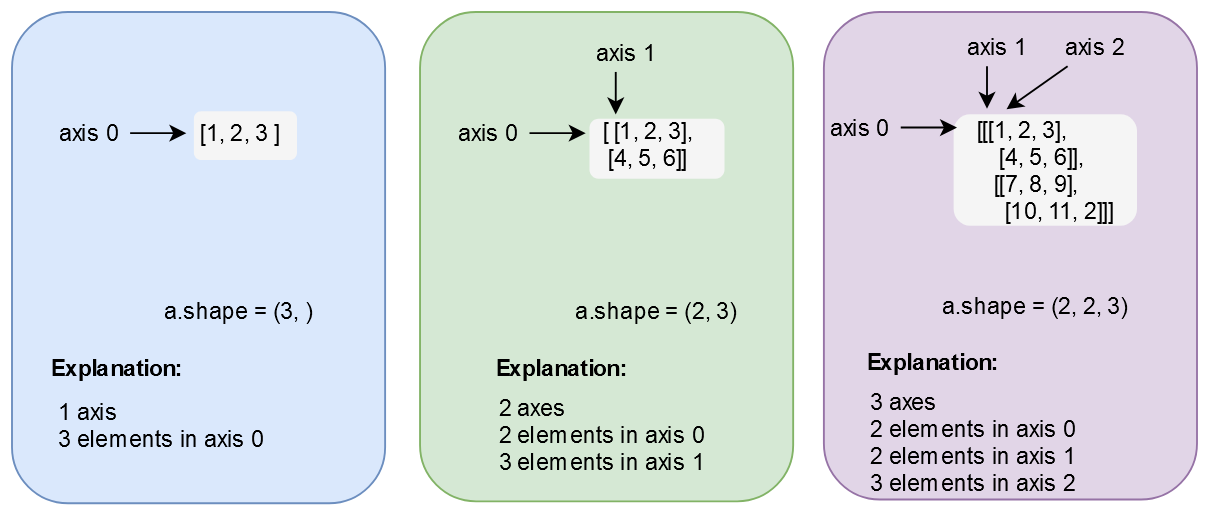 axis 0
[1, 2, 3 ]
a.shape = (3, )
Explanation:
1 axis
3 elements in axis 0
axis 1
axis 0
[ [1, 2, 3],
[4, 5, 6]]
a.shape = (2, 3)
Explanation:
2 axes
2 elements in axis 0
3 elements in axis 1
axis 1
axis 2
axis 0
[[[1, 2, 3],
[4, 5, 6]],
[[7, 8, 9],
[10, 11, 2]]]
a.shape = (2, 2, 3)
Explanation:
3 axes
2 elements in axis 0
2 elements in axis 1
3 elements in axis 2